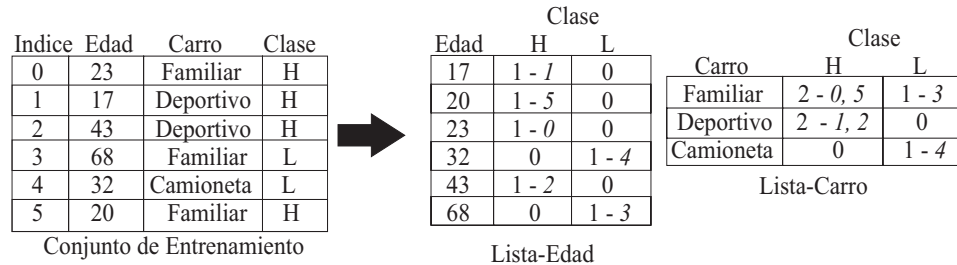 Indice Edad Carro Clase
0 23 Familiar H
1 17 Deportivo H
2 43 Deportivo H
3 68 Familiar L
4 32 Camioneta L
5 20 Familiar H
Conjunto de Entrenamiento
Clase
Edad H L
17 1 - 1 0
20 1 - 5 0
23 1 - 0 0
32 0 1 - 4
43 1 - 2 0
68 0 1 - 3
Lista-Edad
Clase
Carro H L
Familiar 2 - 0, 5 1 - 3
Deportivo 2 - 1, 2 0
Camioneta 0 1 - 4
Lista-Carro